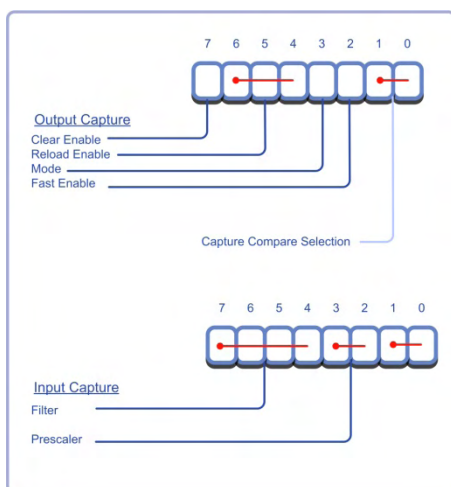 7 6 5 4 3 2 1 0
Output Capture
Clear Enable
Reload Enable
Mode
Fast Enable
Capture Compare Selection
7 6 5 4 3 2 1 0
Input Capture
Filter
Prescaler